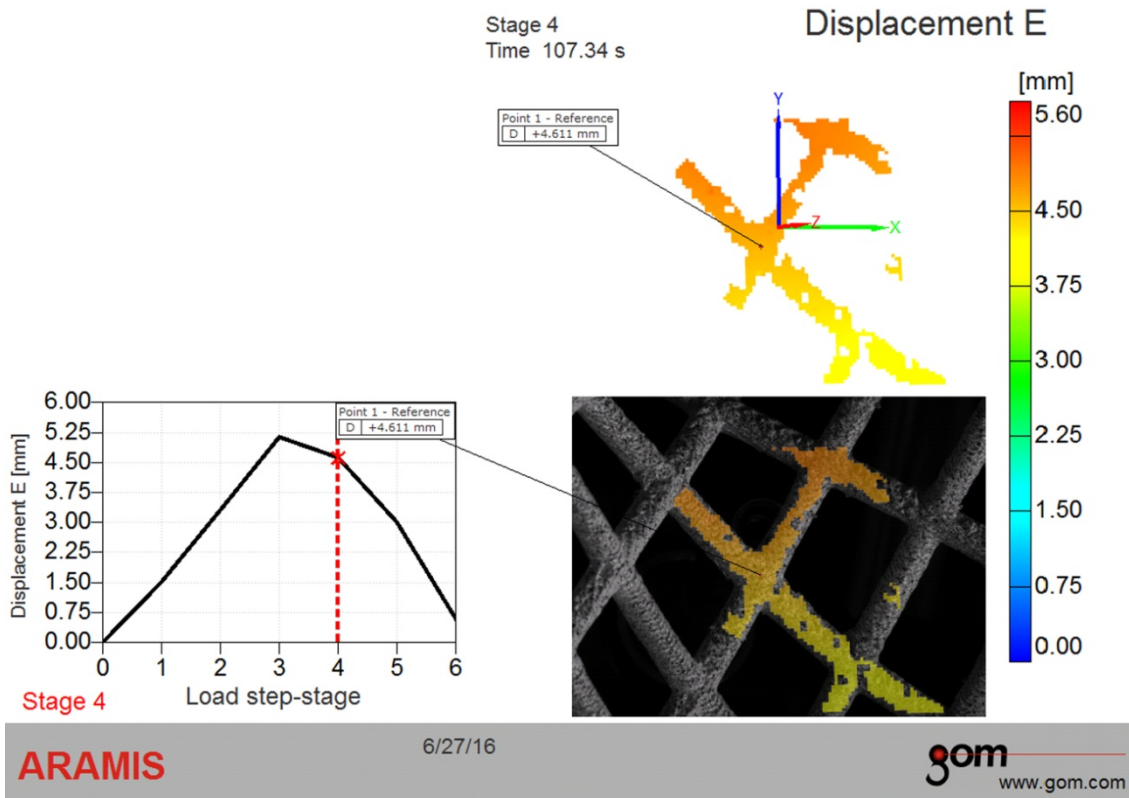 Stage 4
Time 107.34 s
Displacement E
[mm]
Point 1 - Reference
D +4.611 mm
Y
Z
X
5.60
4.50
3.75
3.00
2.25
1.50
0.75
0.00
Displacement E [mm]
6.00
5.25
4.50
3.75
3.00
2.25
1.50
0.75
0.00
Point 1 - Reference
D +4.611 mm
0 1 2 3 4 5 6
Load step-stage
Stage 4
ARAMIS
6/27/16
gom
www.gom.com